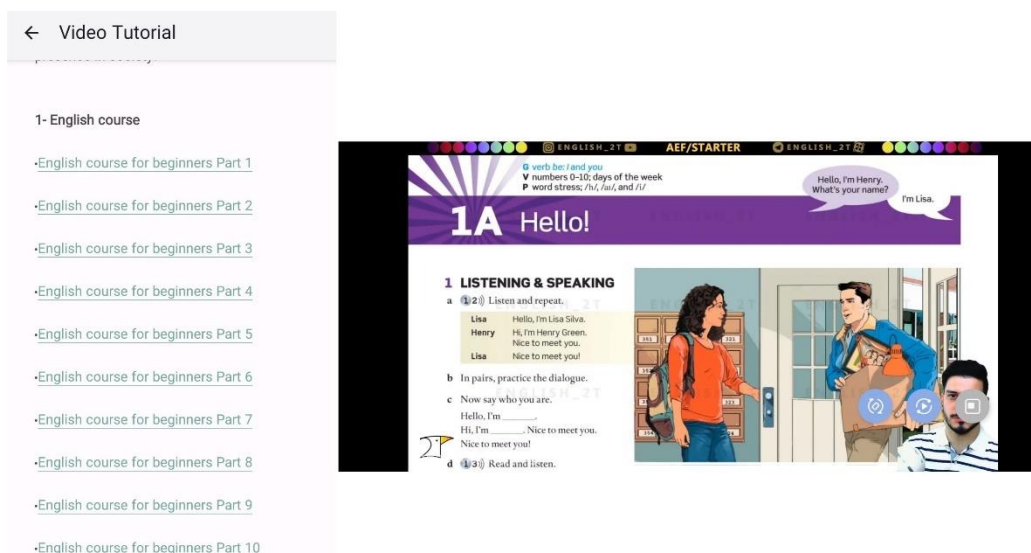 Video Tutorial
1- English course
•English course for beginners Part 1
•English course for beginners Part 2
•English course for beginners Part 3
•English course for beginners Part 4
•English course for beginners Part 5
•English course for beginners Part 6
•English course for beginners Part 7
•English course for beginners Part 8
•English course for beginners Part 9
•English course for beginners Part 10
ENGLISH_2T AEF/STARTER ENGLISH_2T
G verb be: I and you
V numbers 0–10; days of the week
P word stress; /h/, /aɪ/, and /i/
Hello, I'm Henry.
What's your name?
I'm Lisa.
1A Hello!
1 LISTENING & SPEAKING
a 1.2)) Listen and repeat.
Lisa Hello, I'm Lisa Silva.
Henry Hi, I'm Henry Green.
Nice to meet you.
Lisa Nice to meet you!
b In pairs, practice the dialogue.
ENGLISH_2T
c Now say who you are.
Hello, I'm ______.
Hi, I'm ______. Nice to meet you.
Nice to meet you!
d 1.3)) Read and listen.